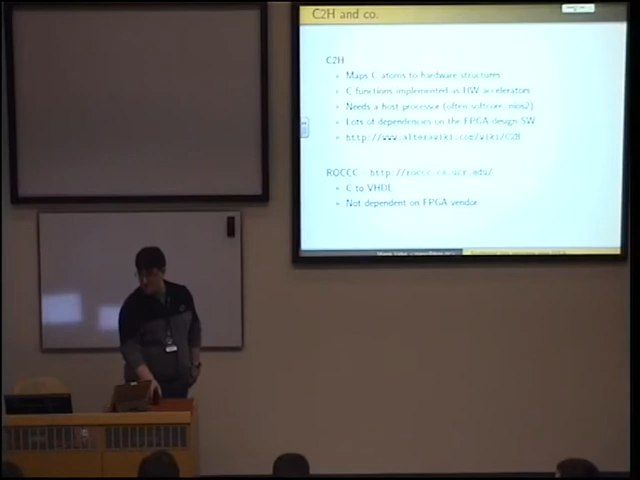 C2H and co.
C2H
Maps C atoms to hardware structures
C functions implemented as HW accelerators
Needs a host processor (often softcore: nios2)
Lots of dependencies on the FPGA design SW
http://www.alterawiki.com/wiki/C2H
ROCCC http://roccc.cs.ucr.edu/
C to VHDL
Not dependent on FPGA vendor